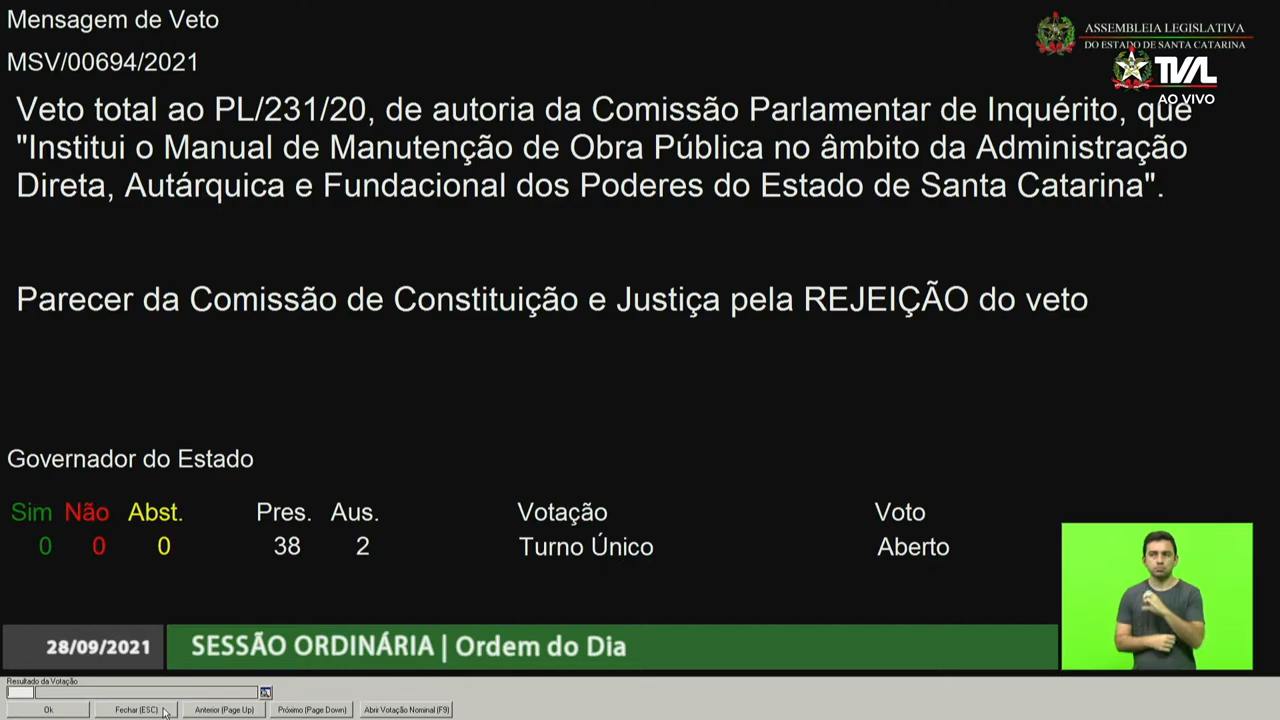 Mensagem de Veto
MSV/00694/2021
ASSEMBLEIA LEGISLATIVA
DO ESTADO DE SANTA CATARINA
TVAL
AO VIVO
Veto total ao PL/231/20, de autoria da Comissão Parlamentar de Inquérito, que
"Institui o Manual de Manutenção de Obra Pública no âmbito da Administração
Direta, Autárquica e Fundacional dos Poderes do Estado de Santa Catarina".
Parecer da Comissão de Constituição e Justiça pela REJEIÇÃO do veto
Governador do Estado
Sim Não Abst. Pres. Aus. Votação Voto
0 0 0 38 2 Turno Único Aberto
28/09/2021 SESSÃO ORDINÁRIA | Ordem do Dia
Resultado da Votação
Ok Fechar (ESC) Anterior (Page Up) Próximo (Page Down) Abrir Votação Nominal (F9)